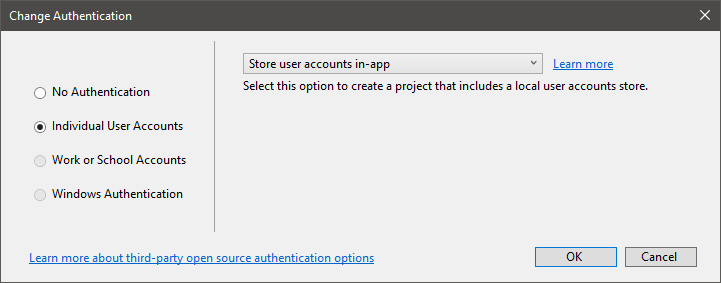 Change Authentication
Store user accounts in-app
Learn more
Select this option to create a project that includes a local user accounts store.
No Authentication
Individual User Accounts
Work or School Accounts
Windows Authentication
Learn more about third-party open source authentication options
OK
Cancel